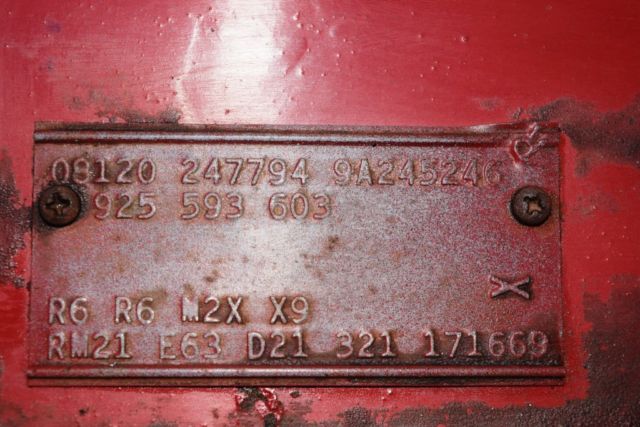 08120 247794 9A245246
925 593 603
X
R6 R6 M2X X9
RM21 E63 D21 321 171669